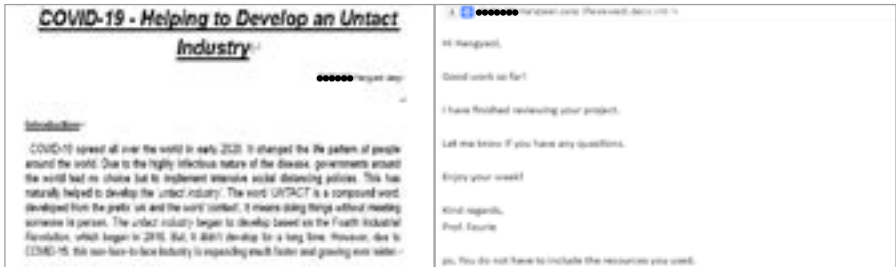 COVID-19 - Helping to Develop an Untact
Industry
Introduction
COVID-19 spread all over the world in early 2020. It changed the life pattern of people
around the world. Due to the highly infectious nature of the disease, governments around
the world had no choice but to implement intensive social distancing policies. This has
naturally helped to develop the 'untact industry'. The word 'UNTACT' is a compound word,
developed from the prefix 'un' and the word 'contact'. It means doing things without meeting
someone in person. The untact industry began to develop based on the Fourth Industrial
Revolution, which began in 2016. But, it didn't develop for a long time. However, due to
COVID-19, this non-face-to-face industry is expanding much faster and growing even wider
Hi Hangyeol,
Good work so far!
I have finished reviewing your project.
Let me know if you have any questions.
Enjoy your week!
Kind regards,
Prof. Fourie
ps. You do not have to include the resources you used.